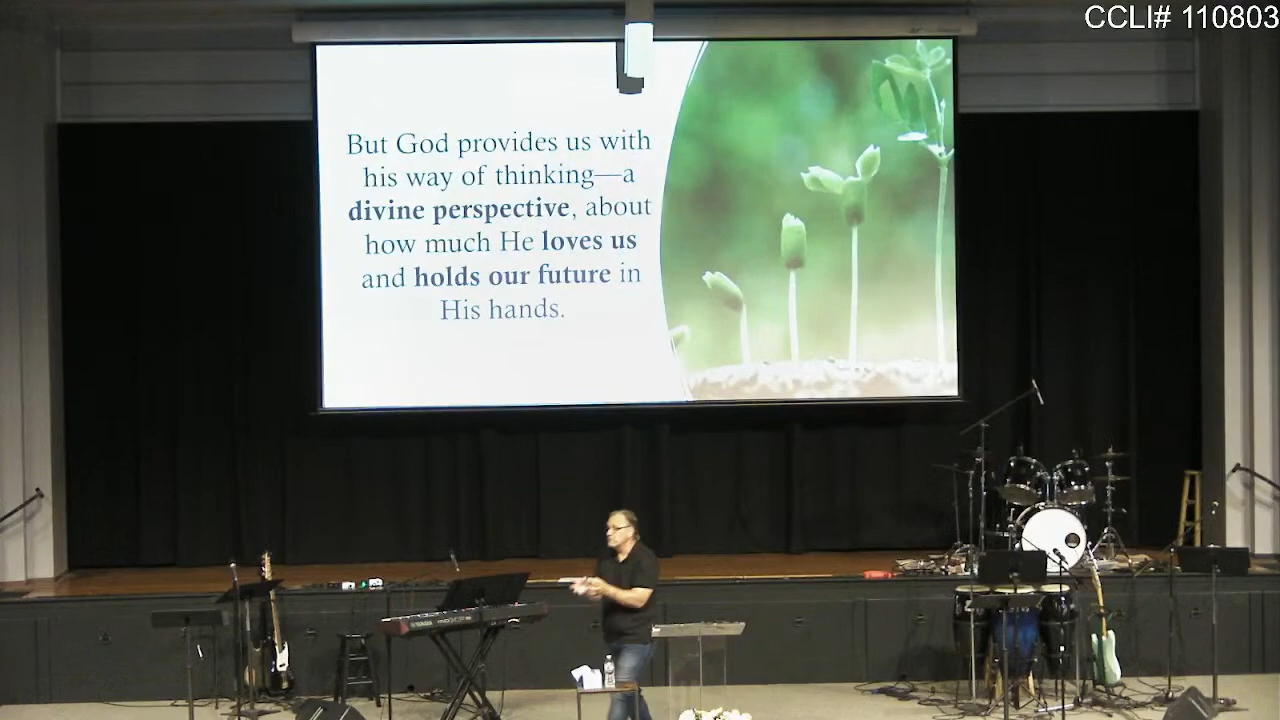 CCLI# 110803
But God provides us with
his way of thinking—a
divine perspective, about
how much He loves us
and holds our future in
His hands.